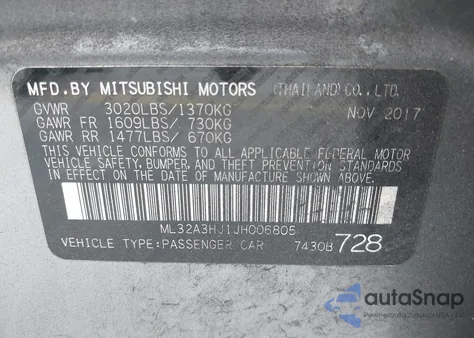 MFD.BY MITSUBISHI MOTORS (THAILAND)CO.,LTD.
GVWR 3020LBS/1370KG NOV 2017
GAWR FR 1609LBS/ 730KG
GAWR RR 1477LBS/ 670KG
THIS VEHICLE CONFORMS TO ALL APPLICABLE FEDERAL MOTOR
VEHICLE SAFETY, BUMPER, AND THEFT PREVENTION STANDARDS
IN EFFECT ON THE DATE OF MANUFACTURE SHOWN ABOVE.
ML32A3HJ1JH006805
VEHICLE TYPE:PASSENGER CAR 7430B 728
autoSnap